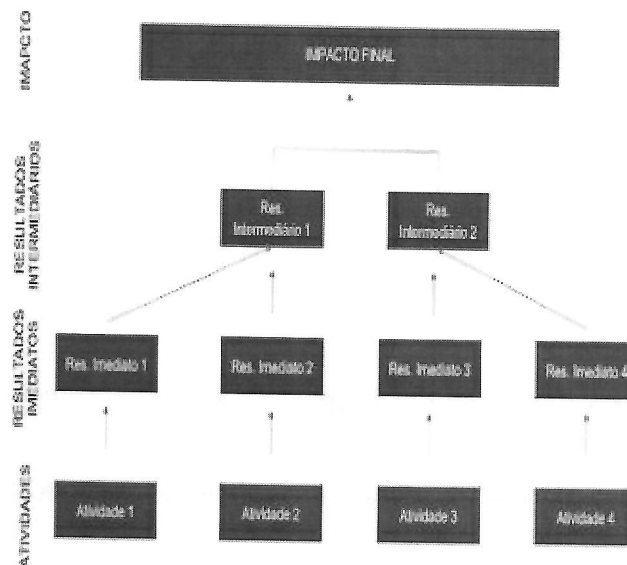 IMAPCTO
IMPACTO FINAL
RESULTADOS
INTERMEDIÁRIOS
Res.
Intermediário 1
Res.
Intermediário 2
RESULTADOS
IMEDIATOS
Res. Imediato 1
Res. Imediato 2
Res. Imediato 3
Res. Imediato 4
ATIVIDADES
Atividade 1
Atividade 2
Atividade 3
Atividade 4